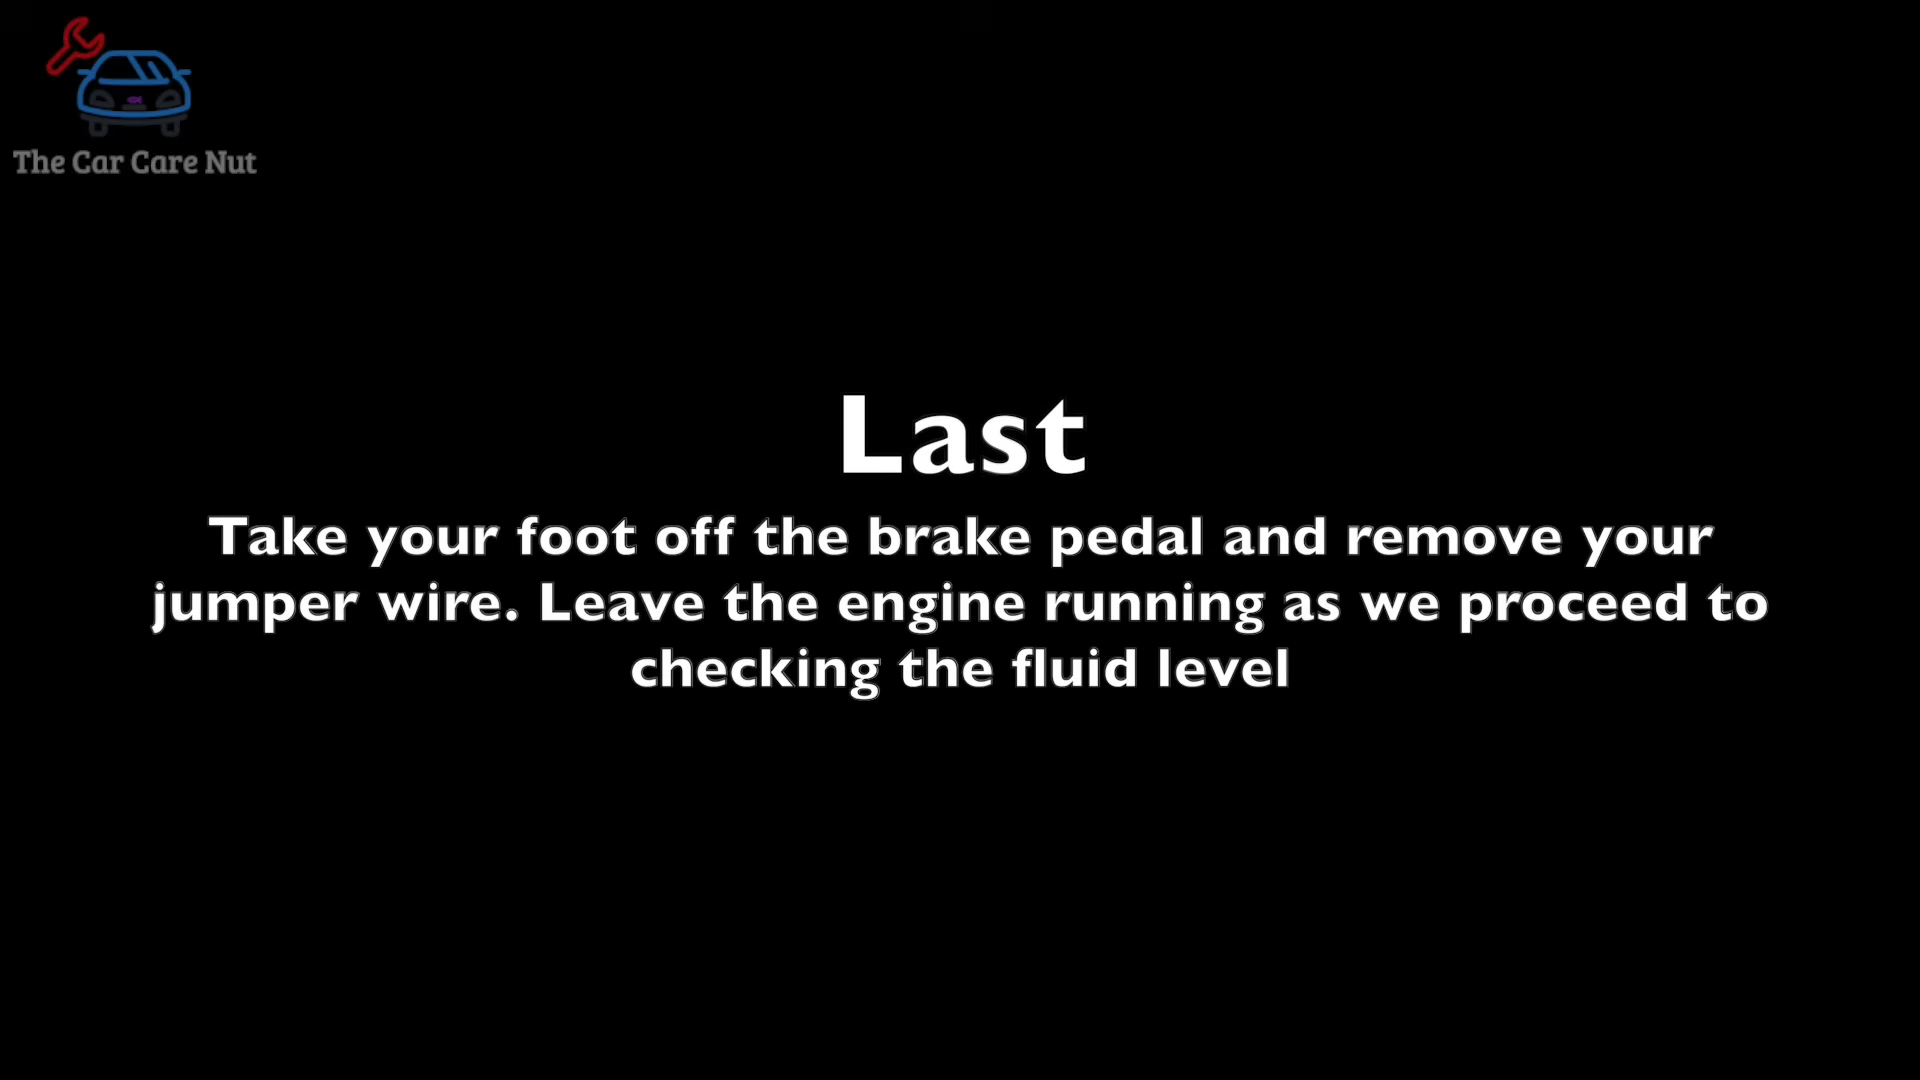 The Car Care Nut
Last
Take your foot off the brake pedal and remove your
jumper wire. Leave the engine running as we proceed to
checking the fluid level